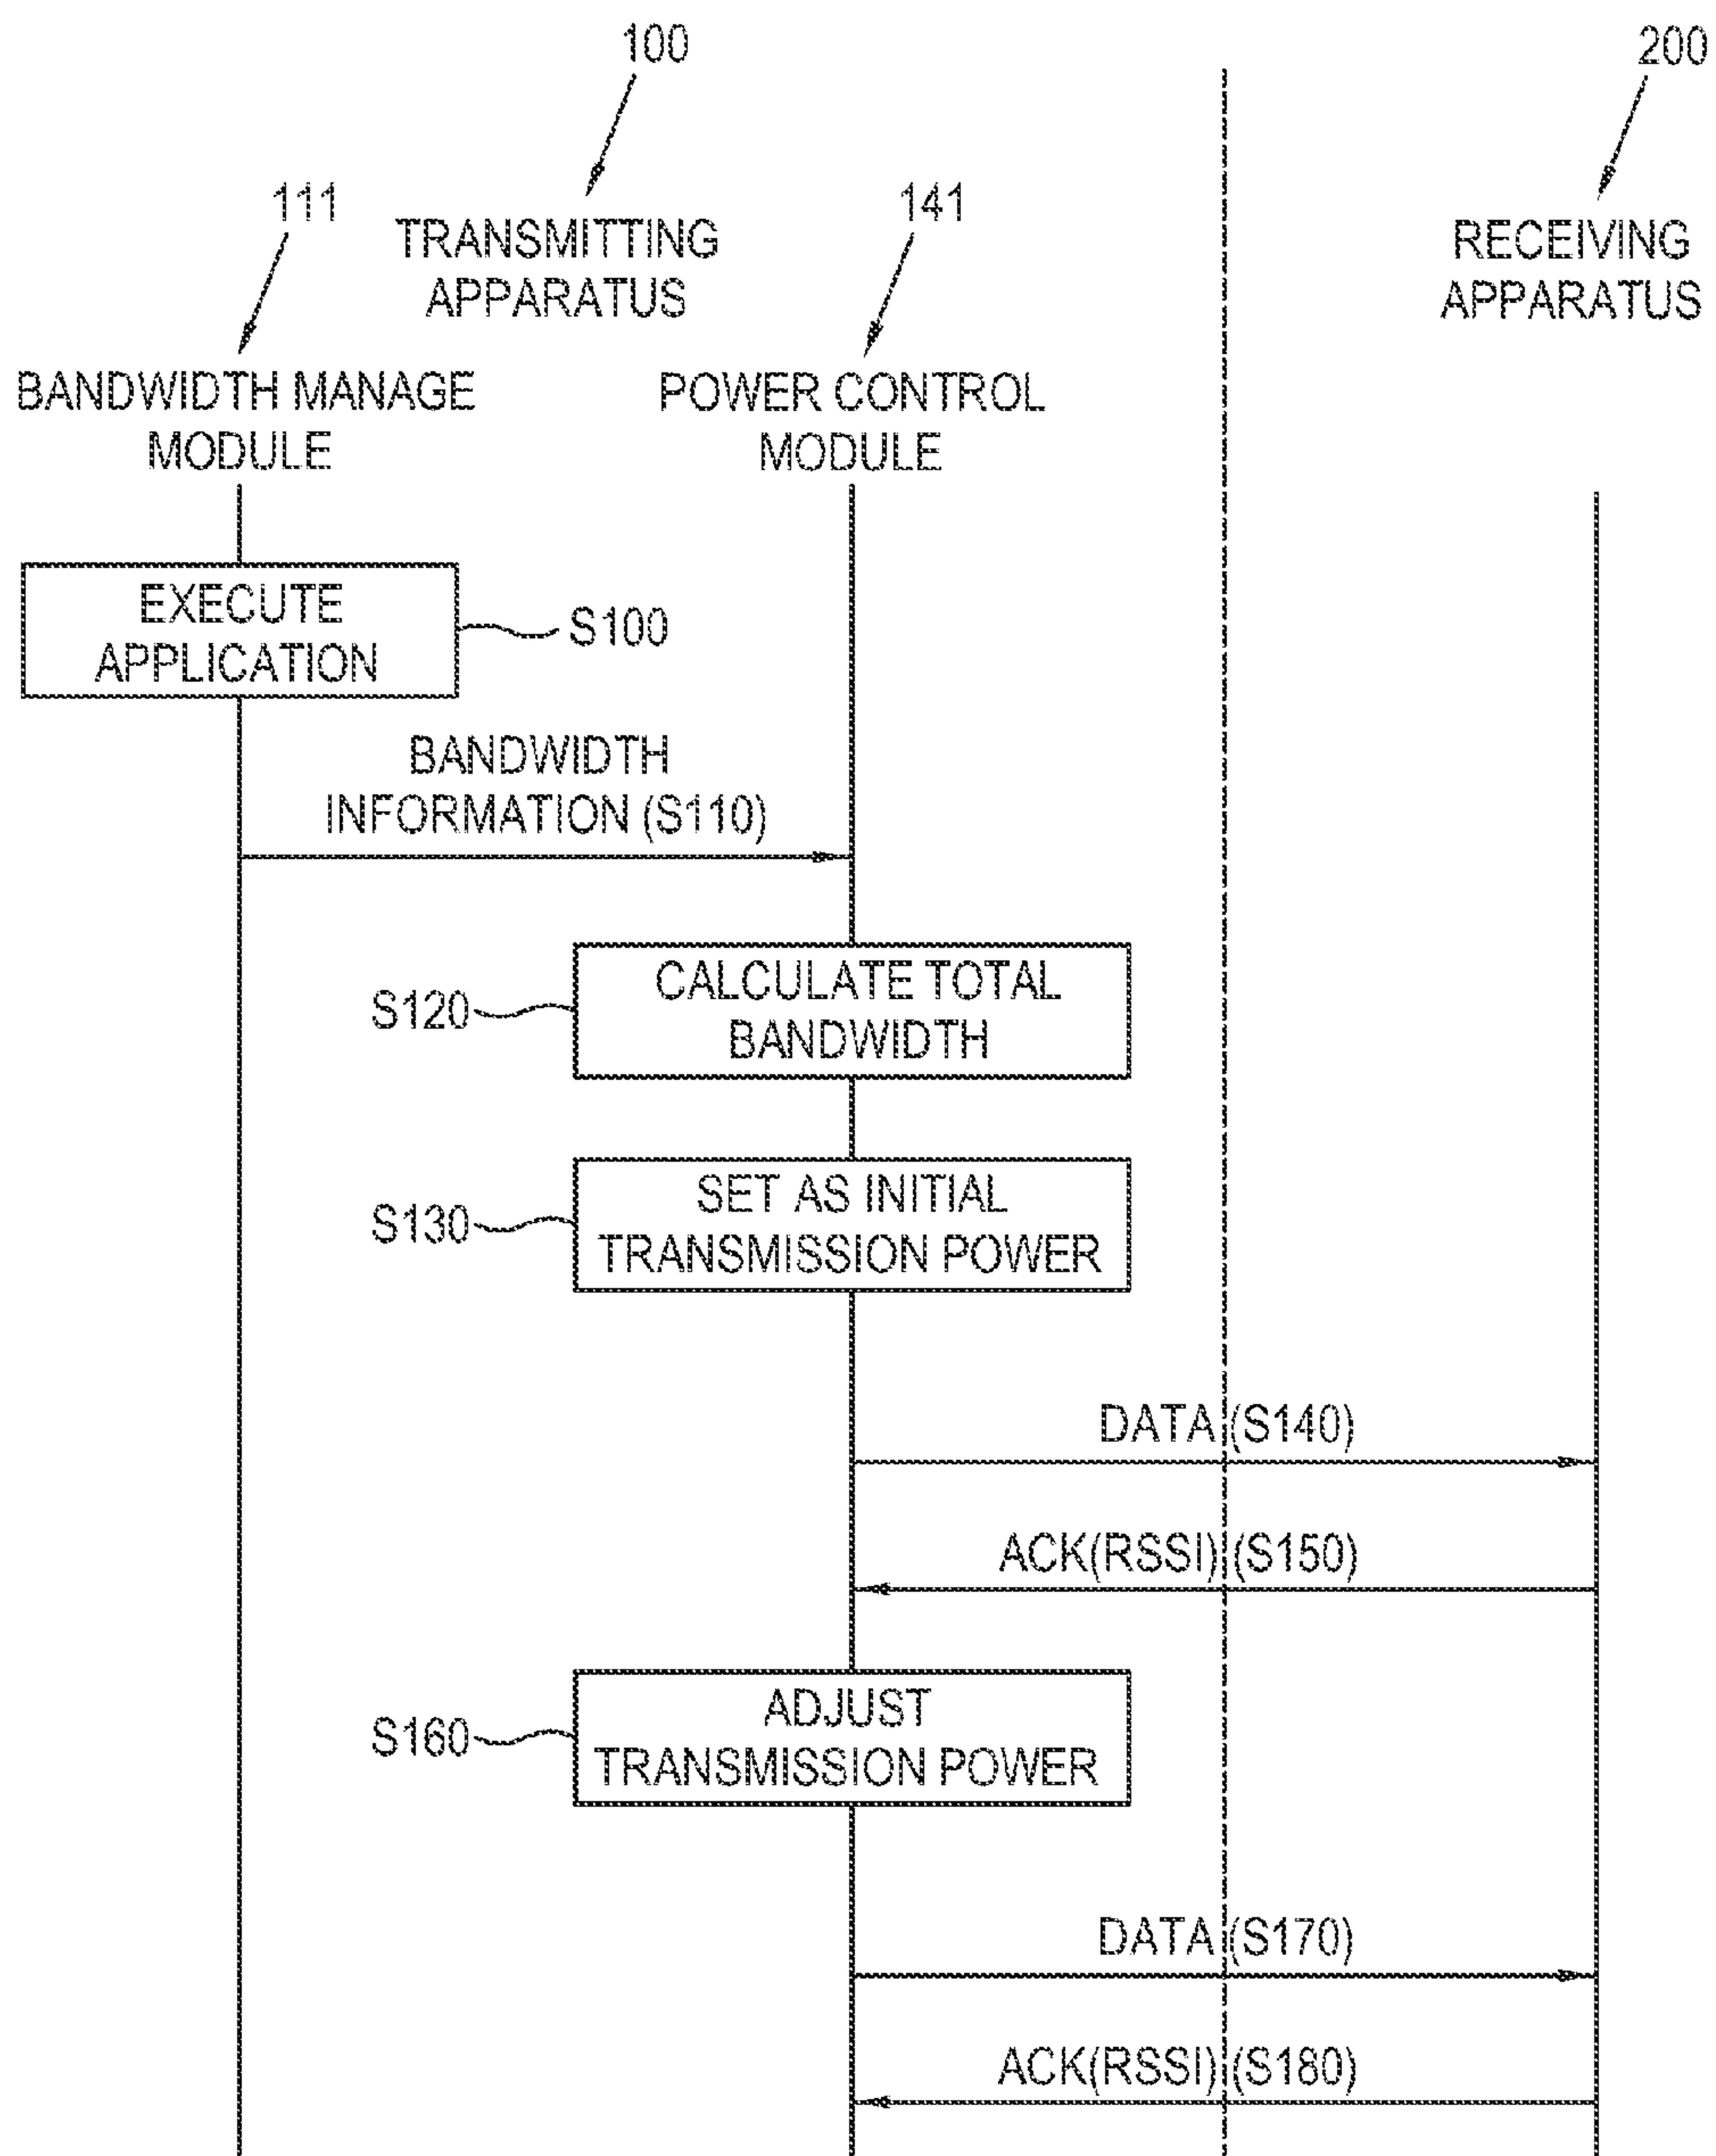 100
200
111
TRANSMITTING
APPARATUS
141
RECEIVING
APPARATUS
BANDWIDTH MANAGE
MODULE
POWER CONTROL
MODULE
EXECUTE
APPLICATION
S100
BANDWIDTH
INFORMATION (S110)
S120
CALCULATE TOTAL
BANDWIDTH
S130
SET AS INITIAL
TRANSMISSION POWER
DATA (S140)
ACK(RSSI) (S150)
S160
ADJUST
TRANSMISSION POWER
DATA (S170)
ACK(RSSI) (S180)